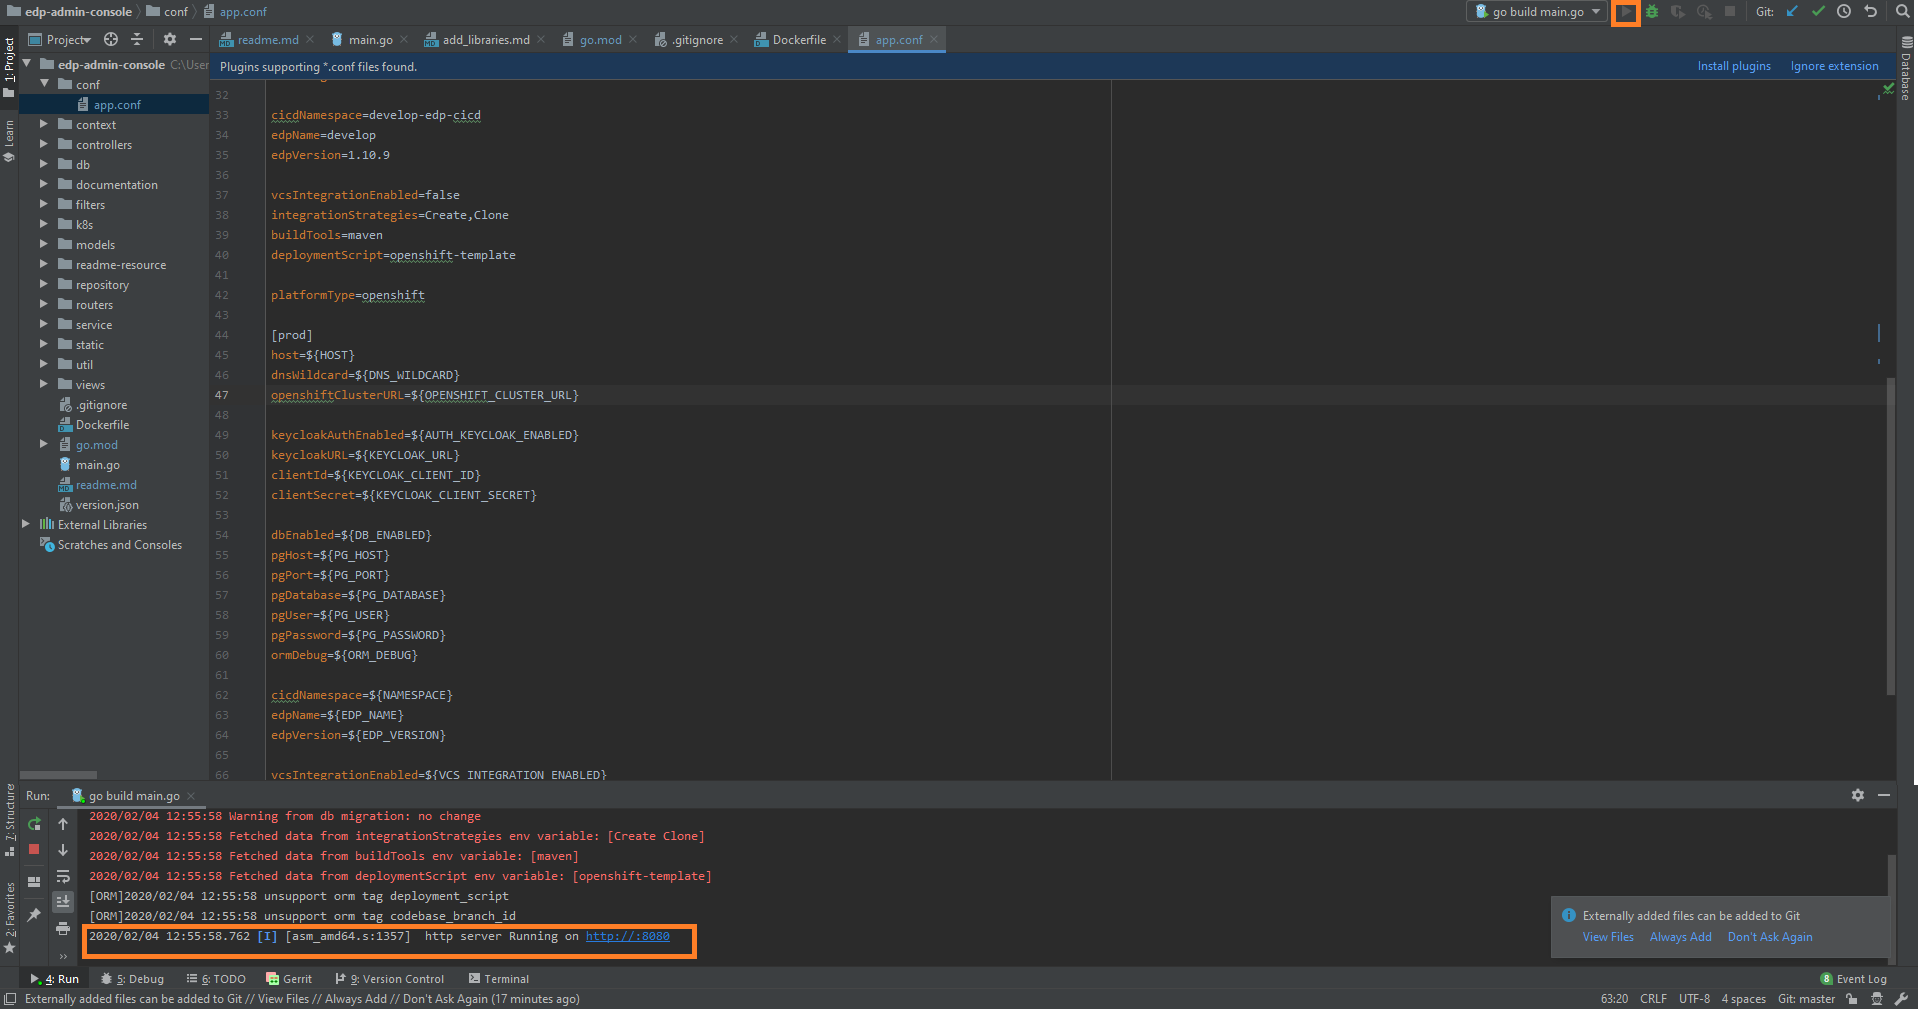 edp-admin-console conf app.conf
go build main.go Git:
Project
readme.md main.go add_libraries.md go.mod .gitignore Dockerfile app.conf
1: Project
Learn
7: Structure
2: Favorites
Database
edp-admin-console C:\User
conf
app.conf
context
controllers
db
documentation
filters
k8s
models
readme-resource
repository
routers
service
static
util
views
.gitignore
Dockerfile
go.mod
main.go
readme.md
version.json
External Libraries
Scratches and Consoles
Plugins supporting *.conf files found. Install plugins Ignore extension
32
33 cicdNamespace=develop-edp-cicd
34 edpName=develop
35 edpVersion=1.10.9
36
37 vcsIntegrationEnabled=false
38 integrationStrategies=Create,Clone
39 buildTools=maven
40 deploymentScript=openshift-template
41
42 platformType=openshift
43
44 [prod]
45 host=${HOST}
46 dnsWildcard=${DNS_WILDCARD}
47 openshiftClusterURL=${OPENSHIFT_CLUSTER_URL}
48
49 keycloakAuthEnabled=${AUTH_KEYCLOAK_ENABLED}
50 keycloakURL=${KEYCLOAK_URL}
51 clientId=${KEYCLOAK_CLIENT_ID}
52 clientSecret=${KEYCLOAK_CLIENT_SECRET}
53
54 dbEnabled=${DB_ENABLED}
55 pgHost=${PG_HOST}
56 pgPort=${PG_PORT}
57 pgDatabase=${PG_DATABASE}
58 pgUser=${PG_USER}
59 pgPassword=${PG_PASSWORD}
60 ormDebug=${ORM_DEBUG}
61
62 cicdNamespace=${NAMESPACE}
63 edpName=${EDP_NAME}
64 edpVersion=${EDP_VERSION}
65
66 vcsIntegrationEnabled=${VCS_INTEGRATION_ENABLED}
Run: go build main.go
2020/02/04 12:55:58 Warning from db migration: no change
2020/02/04 12:55:58 Fetched data from integrationStrategies env variable: [Create Clone]
2020/02/04 12:55:58 Fetched data from buildTools env variable: [maven]
2020/02/04 12:55:58 Fetched data from deploymentScript env variable: [openshift-template]
[ORM]2020/02/04 12:55:58 unsupport orm tag deployment_script
[ORM]2020/02/04 12:55:58 unsupport orm tag codebase_branch_id
2020/02/04 12:55:58.762 [I] [asm_amd64.s:1357] http server Running on http://:8080
Externally added files can be added to Git
View Files Always Add Don't Ask Again
4: Run 5: Debug 6: TODO Gerrit 9: Version Control Terminal 8 Event Log
Externally added files can be added to Git // View Files // Always Add // Don't Ask Again (17 minutes ago) 63:20 CRLF UTF-8 4 spaces Git: master